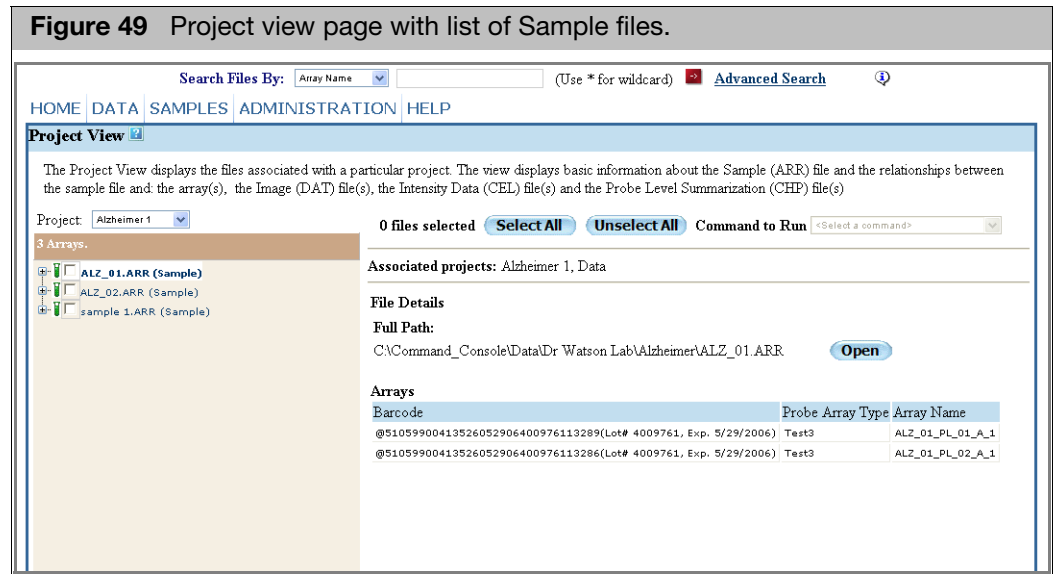 Figure 49 Project view page with list of Sample files.
Search Files By: Array Name (Use * for wildcard) Advanced Search
HOME DATA SAMPLES ADMINISTRATION HELP
Project View
The Project View displays the files associated with a particular project. The view displays basic information about the Sample (ARR) file and the relationships between
the sample file and: the array(s), the Image (DAT) file(s), the Intensity Data (CEL) file(s) and the Probe Level Summarization (CHP) file(s)
Project: Alzheimer 1
0 files selected Select All Unselect All Command to Run <Select a command>
3 Arrays.
ALZ_01.ARR (Sample)
ALZ_02.ARR (Sample)
sample 1.ARR (Sample)
Associated projects: Alzheimer 1, Data
File Details
Full Path:
C:\Command_Console\Data\Dr Watson Lab\Alzheimer\ALZ_01.ARR Open
Arrays
Barcode Probe Array Type Array Name
@51059900413526052906400976113289(Lot# 4009761, Exp. 5/29/2006) Test3 ALZ_01_PL_01_A_1
@51059900413526052906400976113286(Lot# 4009761, Exp. 5/29/2006) Test3 ALZ_01_PL_02_A_1